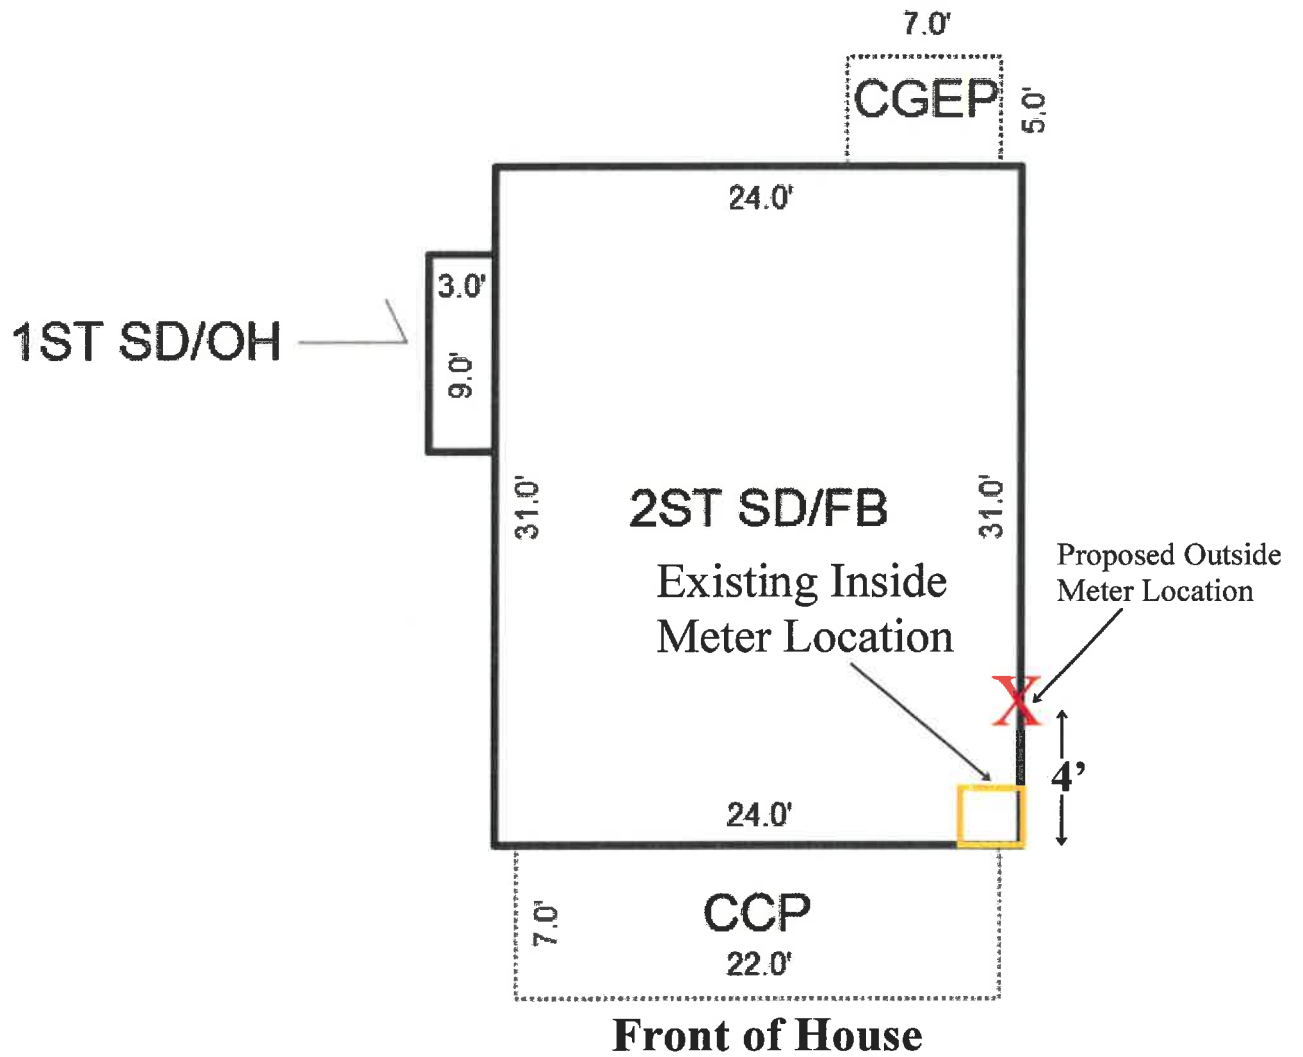 7.0'
CGEP
5.0'
24.0'
3.0'
1ST SD/OH
9.0'
31.0'
2ST SD/FB
31.0'
Existing Inside
Meter Location
Proposed Outside
Meter Location
X
4’
24.0'
7.0'
CCP
22.0'
Front of House